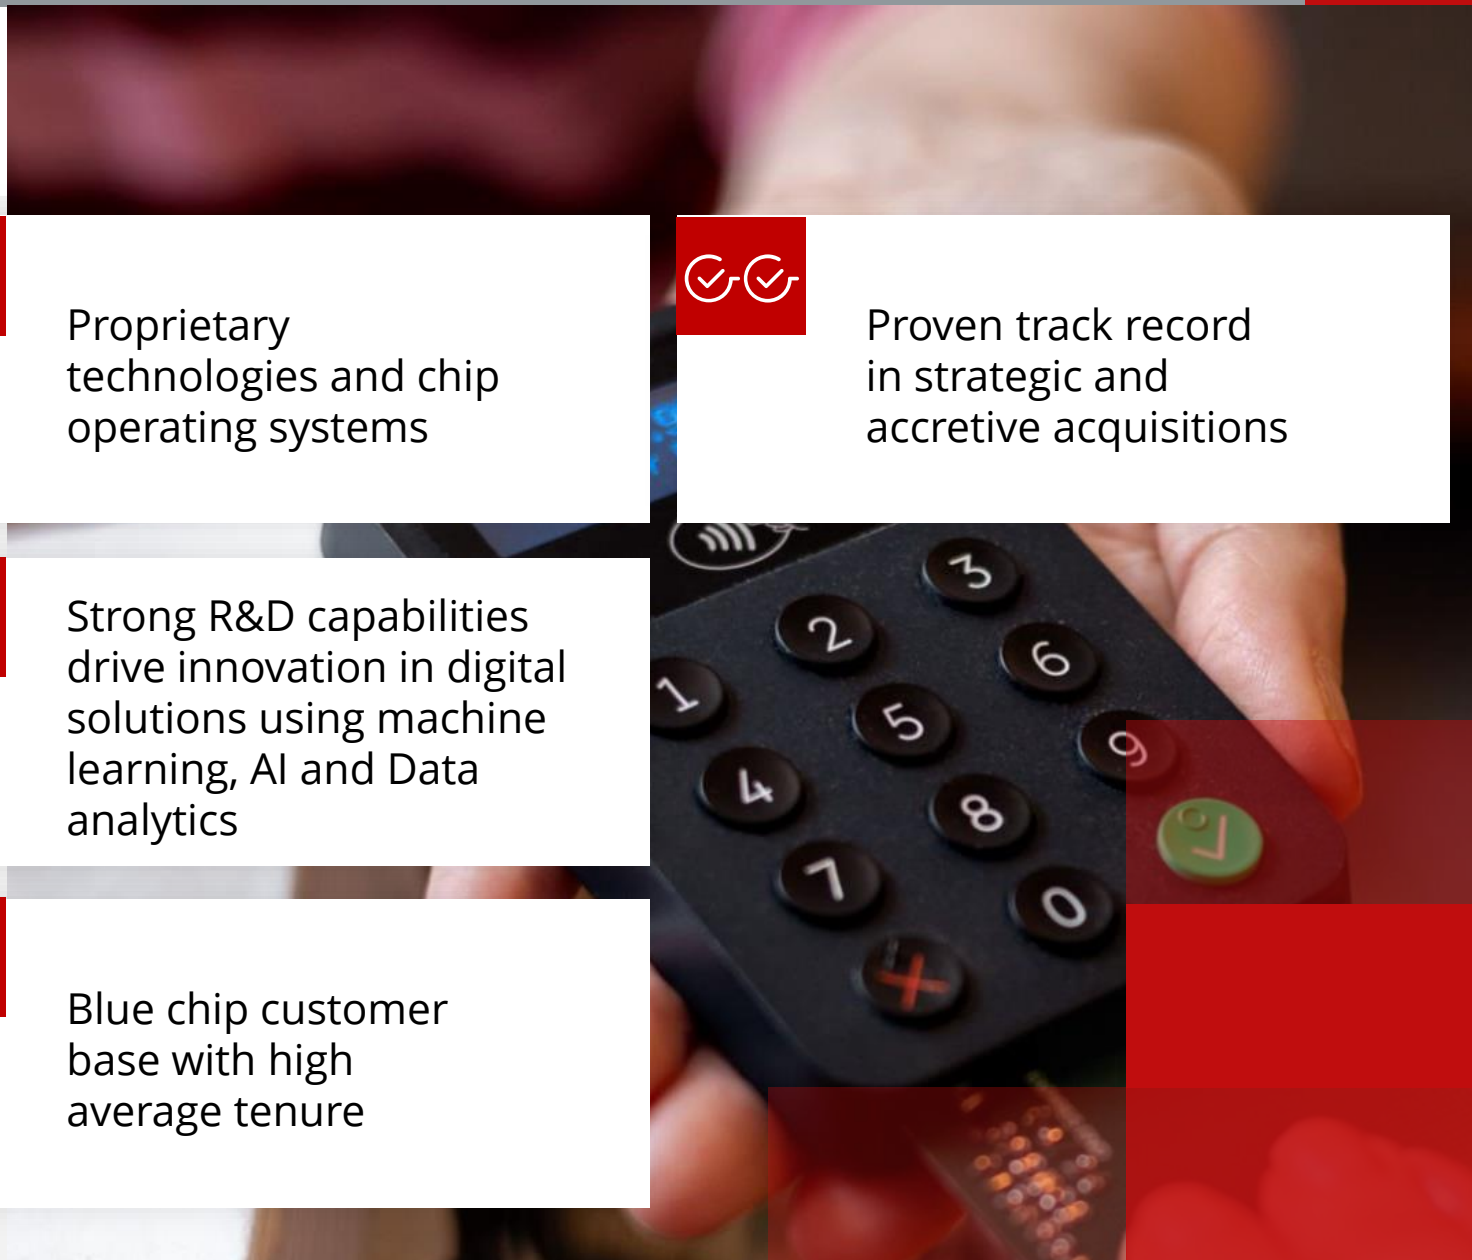 Proprietary
technologies and chip
operating systems
Proven track record
in strategic and
accretive acquisitions
Strong R&D capabilities
drive innovation in digital
solutions using machine
learning, AI and Data
analytics
Blue chip customer
base with high
average tenure
1
2
3
4
5
6
7
8
9
0